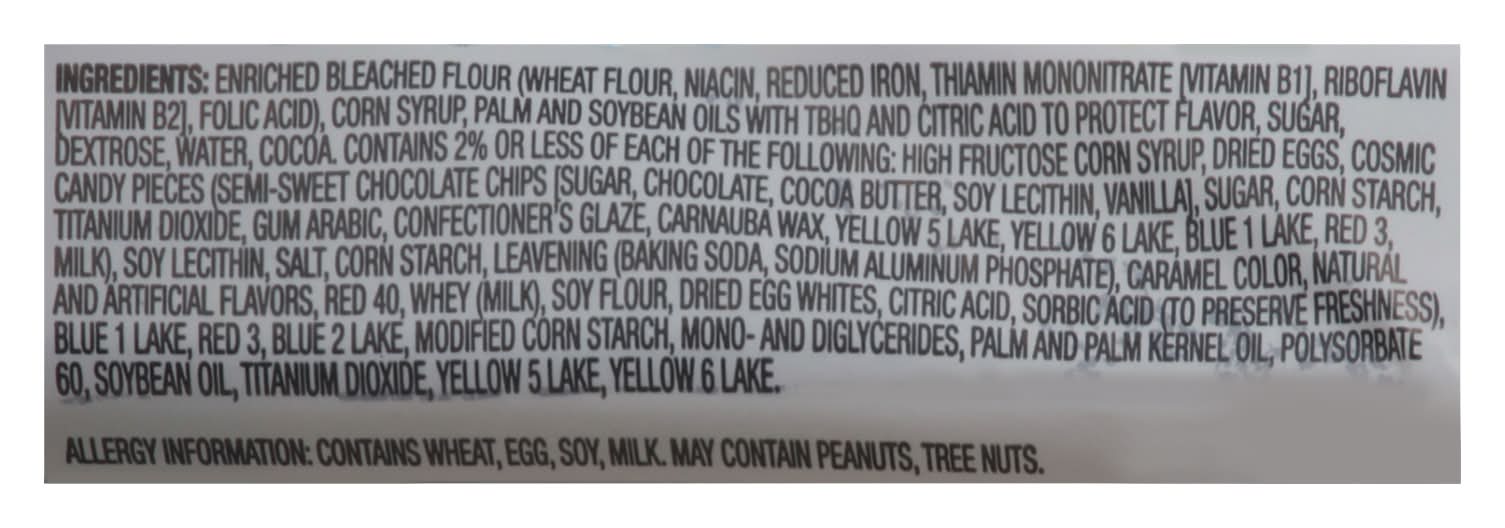 INGREDIENTS: ENRICHED BLEACHED FLOUR (WHEAT FLOUR, NIACIN, REDUCED IRON, THIAMIN MONONITRATE [VITAMIN B1], RIBOFLAVIN
[VITAMIN B2], FOLIC ACID), CORN SYRUP, PALM AND SOYBEAN OILS WITH TBHQ AND CITRIC ACID TO PROTECT FLAVOR, SUGAR,
DEXTROSE, WATER, COCOA. CONTAINS 2% OR LESS OF EACH OF THE FOLLOWING: HIGH FRUCTOSE CORN SYRUP, DRIED EGGS, COSMIC
CANDY PIECES (SEMI-SWEET CHOCOLATE CHIPS [SUGAR, CHOCOLATE, COCOA BUTTER, SOY LECITHIN, VANILLA], SUGAR, CORN STARCH,
TITANIUM DIOXIDE, GUM ARABIC, CONFECTIONER'S GLAZE, CARNAUBA WAX, YELLOW 5 LAKE, YELLOW 6 LAKE, BLUE 1 LAKE, RED 3,
MILK), SOY LECITHIN, SALT, CORN STARCH, LEAVENING (BAKING SODA, SODIUM ALUMINUM PHOSPHATE), CARAMEL COLOR, NATURAL
AND ARTIFICIAL FLAVORS, RED 40, WHEY (MILK), SOY FLOUR, DRIED EGG WHITES, CITRIC ACID, SORBIC ACID (TO PRESERVE FRESHNESS),
BLUE 1 LAKE, RED 3, BLUE 2 LAKE, MODIFIED CORN STARCH, MONO- AND DIGLYCERIDES, PALM AND PALM KERNEL OIL, POLYSORBATE
60, SOYBEAN OIL, TITANIUM DIOXIDE, YELLOW 5 LAKE, YELLOW 6 LAKE.
ALLERGY INFORMATION: CONTAINS WHEAT, EGG, SOY, MILK. MAY CONTAIN PEANUTS, TREE NUTS.